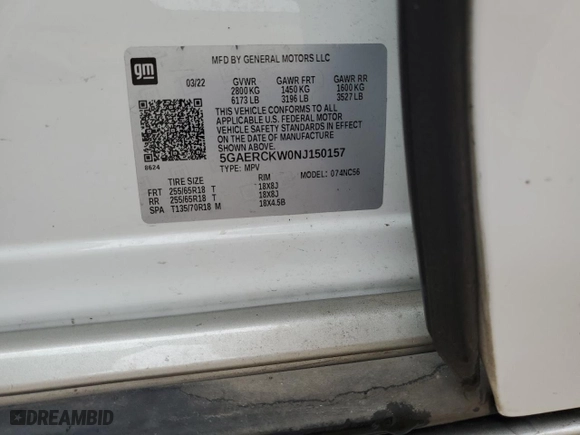 gm
MFD BY GENERAL MOTORS LLC
03/22 GVWR GAWR FRT GAWR RR
2800 KG 1450 KG 1600 KG
6173 LB 3196 LB 3527 LB
THIS VEHICLE CONFORMS TO ALL
APPLICABLE U.S. FEDERAL MOTOR
VEHICLE SAFETY STANDARDS IN
EFFECT ON THE DATE OF MANUFACTURE
SHOWN ABOVE.
5GAERCKW0NJ150157
8624 TYPE: MPV MODEL: 074NC56
TIRE SIZE RIM
FRT 255/65R18 T 18X8J
RR 255/65R18 T 18X8J
SPA T135/70R18 M 18X4.5B
DREAMBID